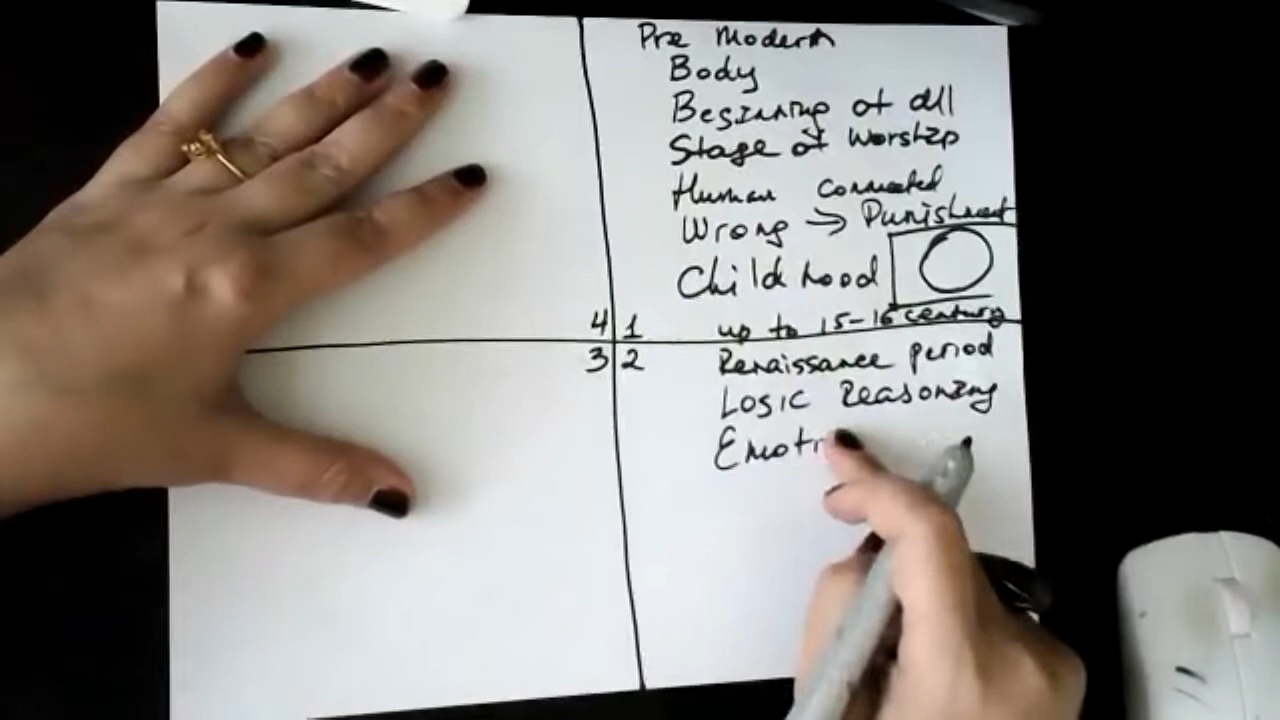 Pre Modern
Body
Beginning of all
Stage of worship
Human connected
Wrong → Punishment
Childhood
up to 15-16 century
4 1
3 2
Renaissance period
Logic Reasoning
Emoti